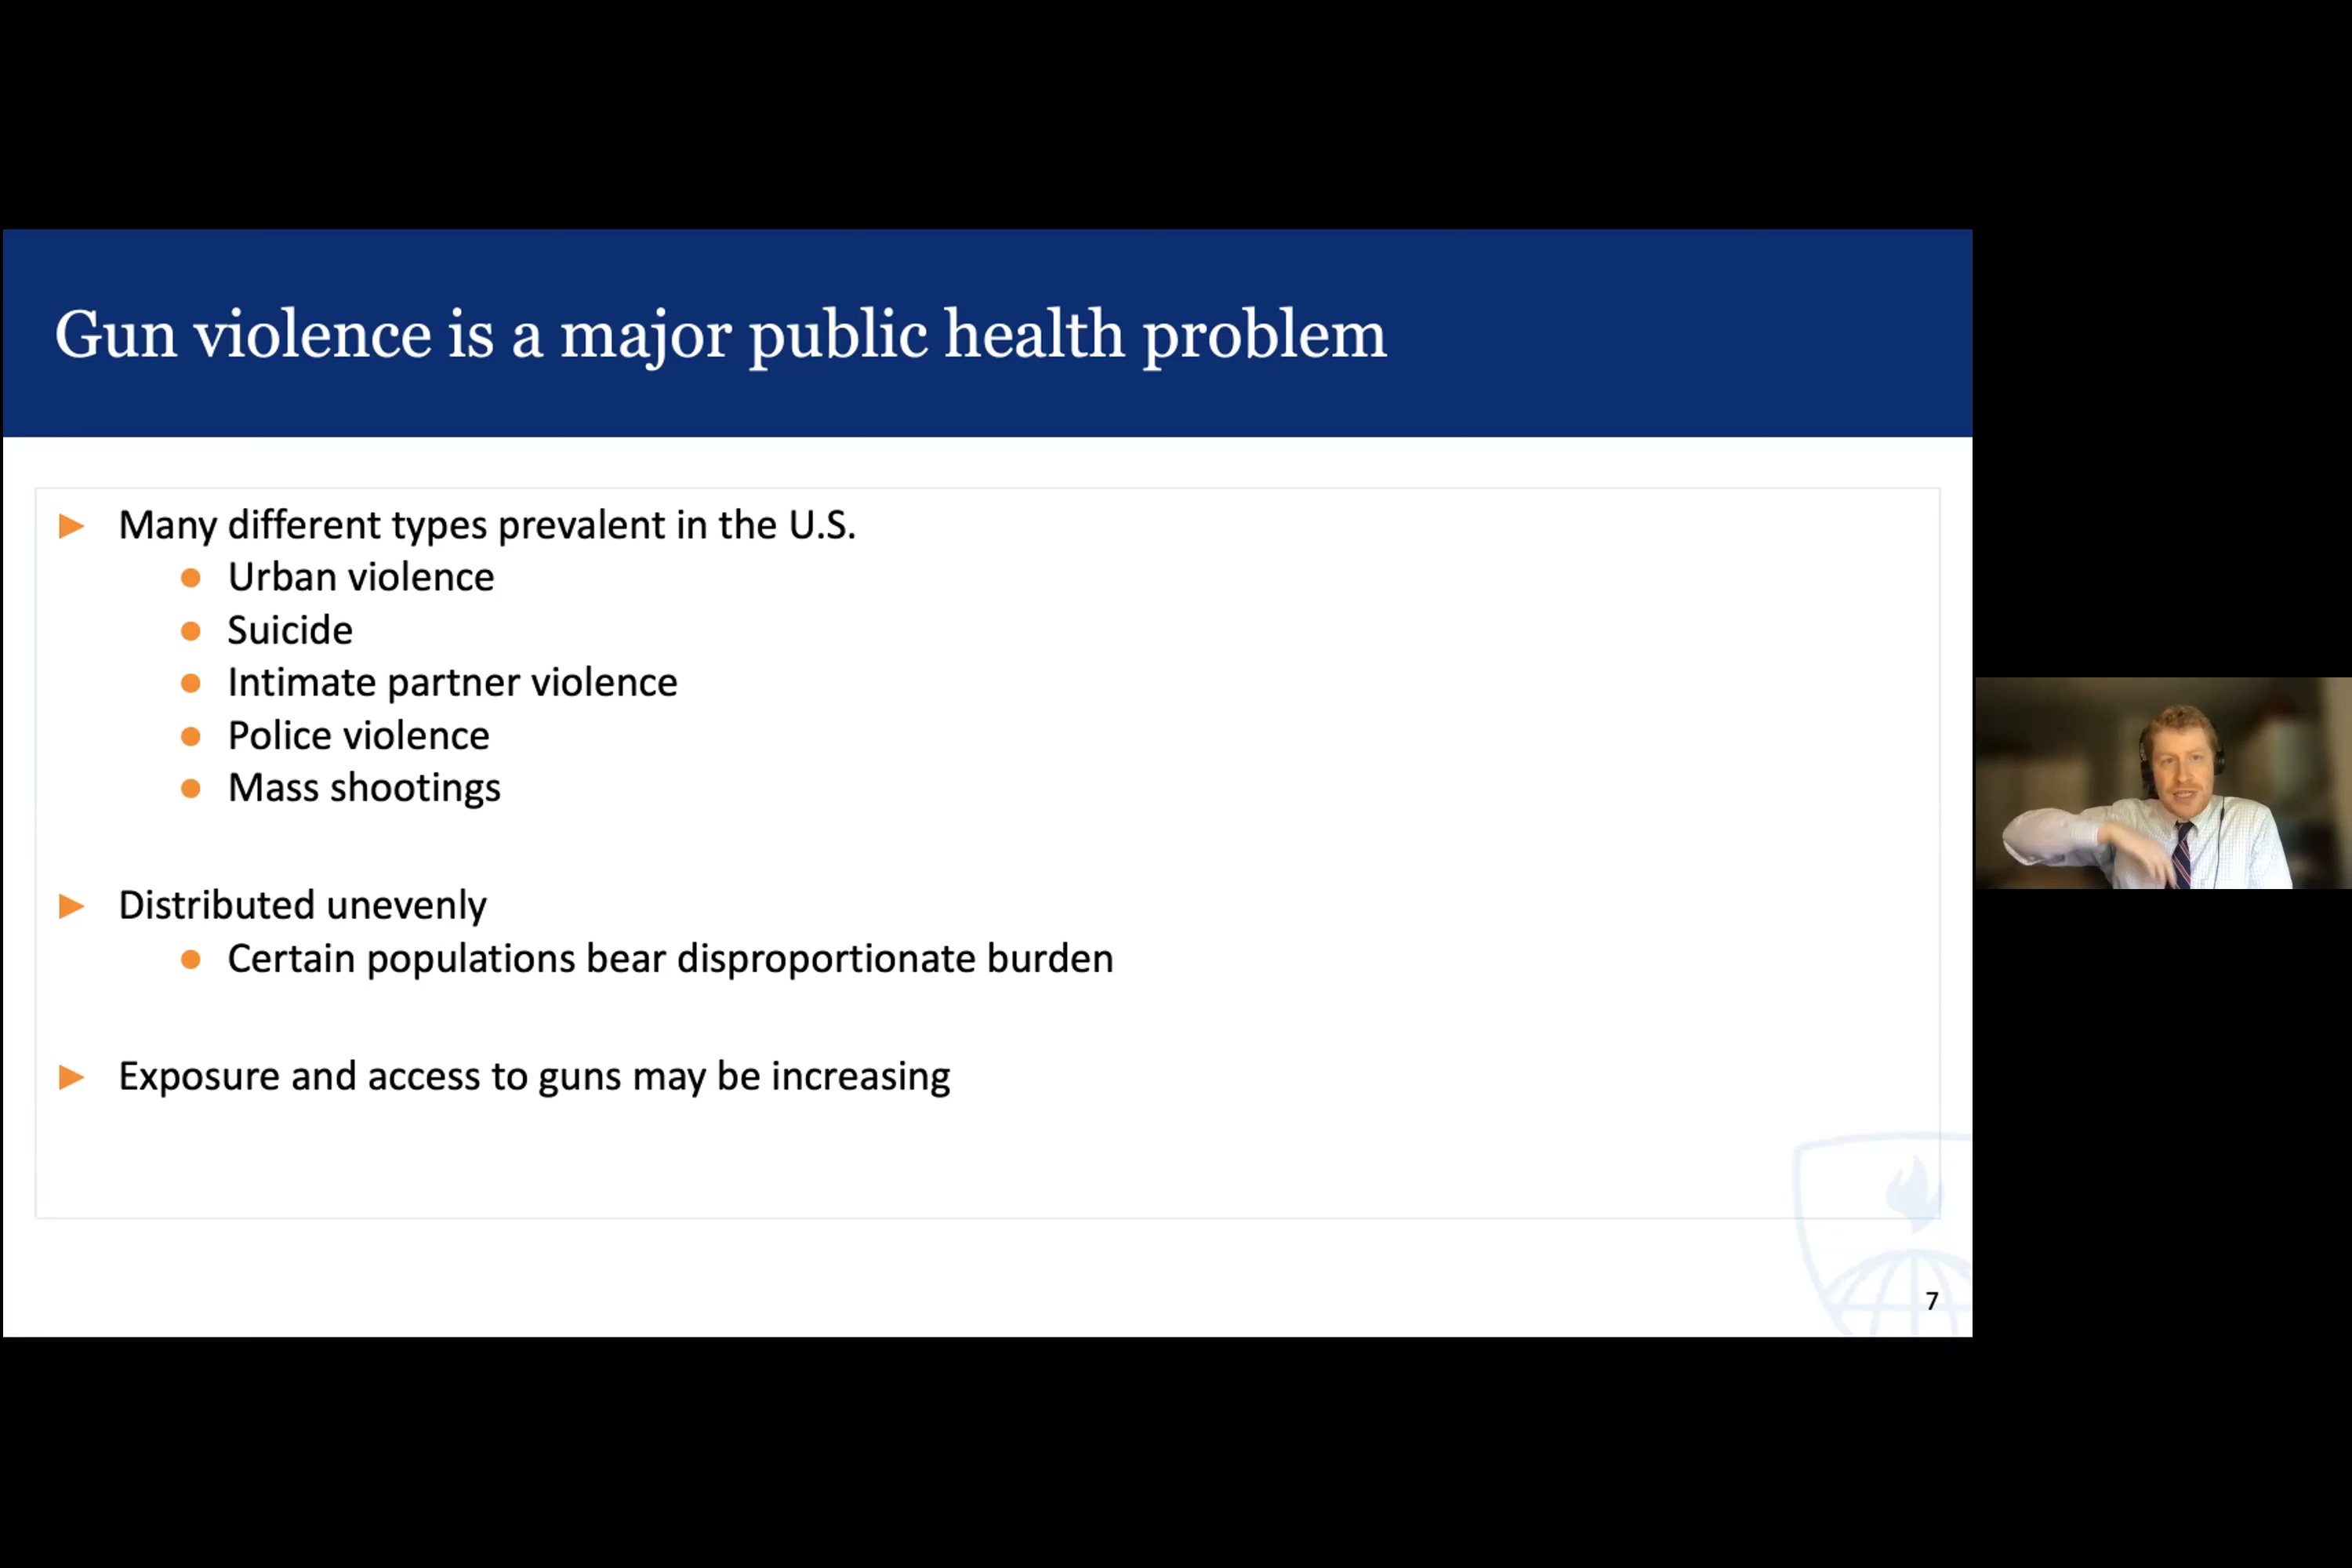 Gun violence is a major public health problem
Many different types prevalent in the U.S.
Urban violence
Suicide
Intimate partner violence
Police violence
Mass shootings
Distributed unevenly
Certain populations bear disproportionate burden
Exposure and access to guns may be increasing
7